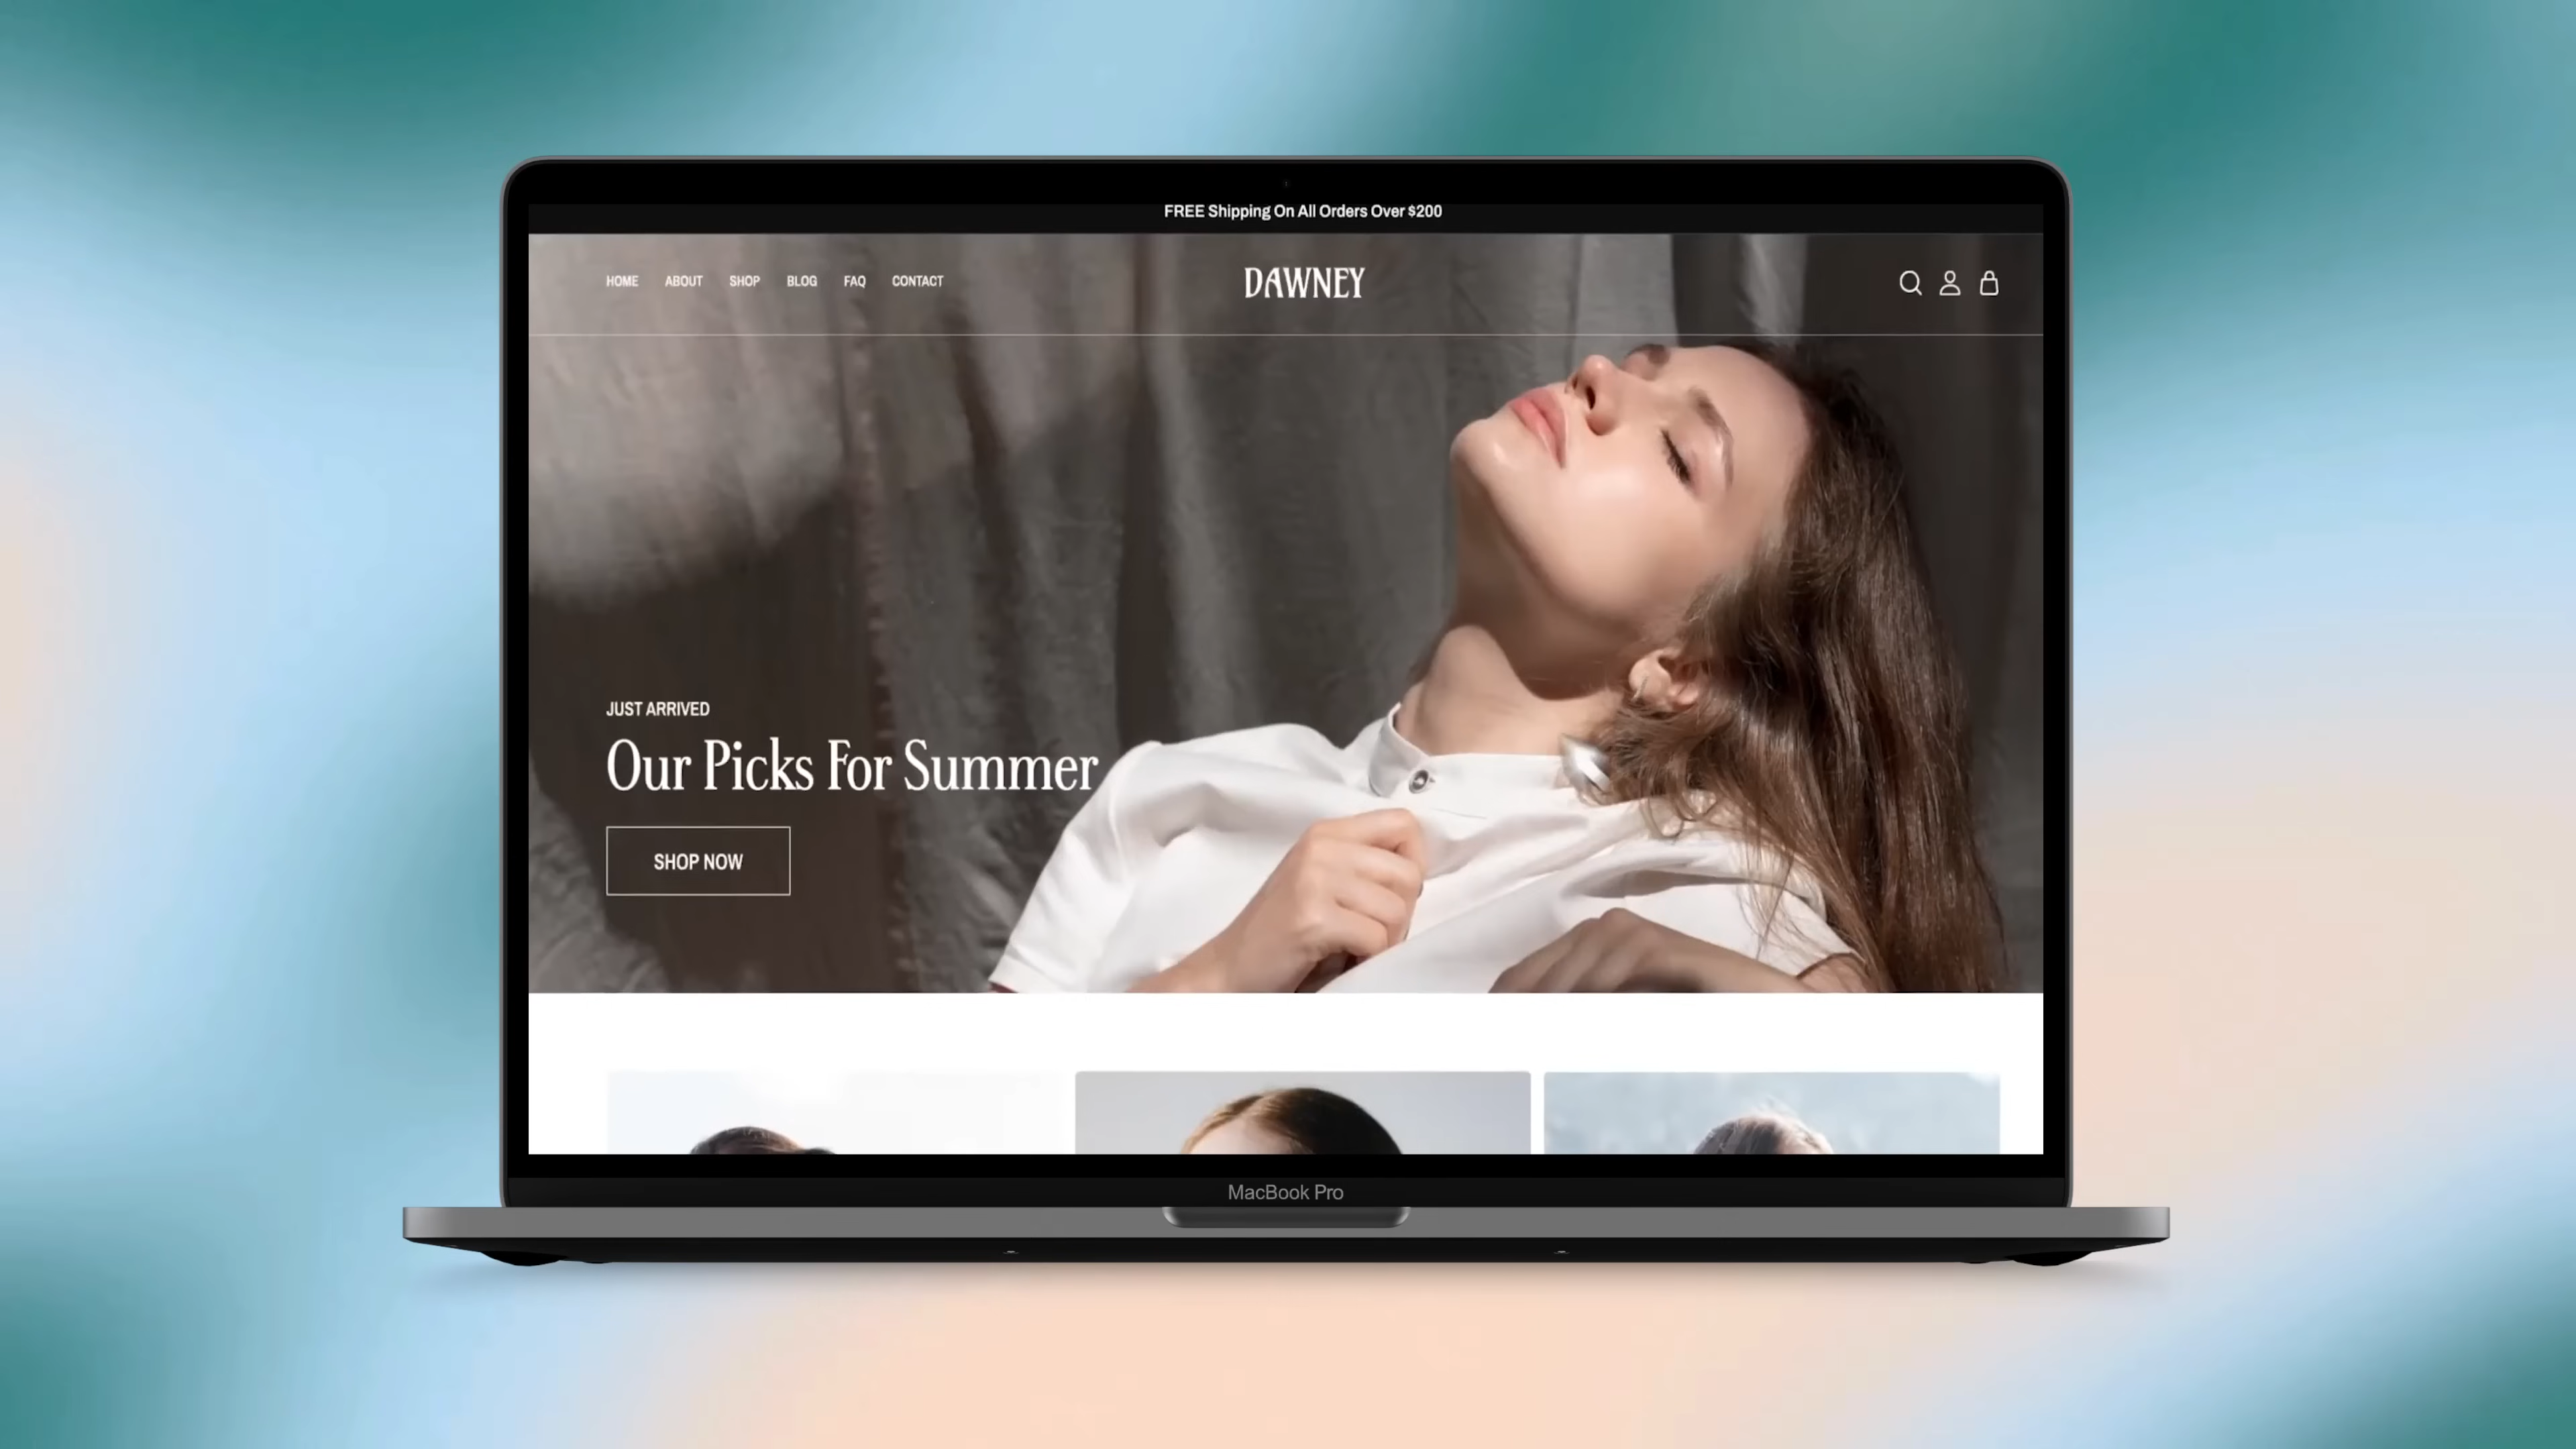 FREE Shipping On All Orders Over $200
HOME ABOUT SHOP BLOG FAQ CONTACT
DAWNEY
JUST ARRIVED
Our Picks For Summer
SHOP NOW
MacBook Pro